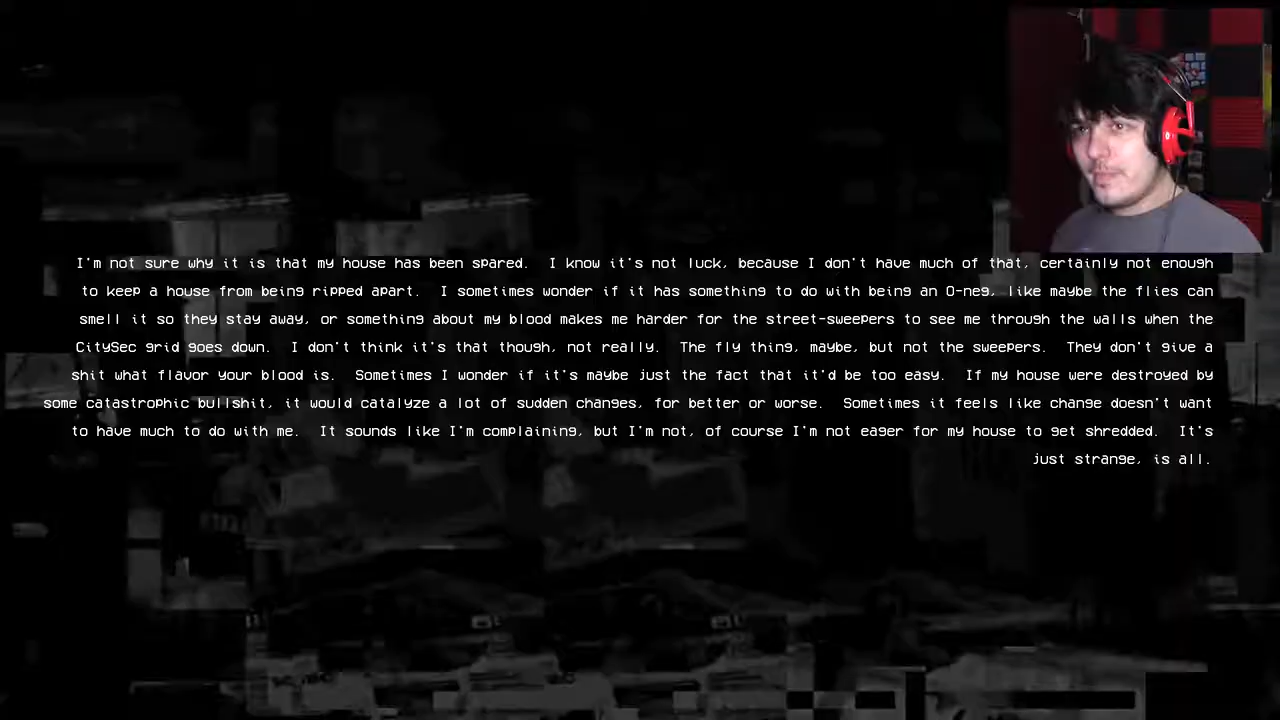 I'm not sure why it is that my house has been spared.  I know it's not luck, because I don't have much of that, certainly not enough
to keep a house from being ripped apart.  I sometimes wonder if it has something to do with being an O-neg, like maybe the flies can
smell it so they stay away, or something about my blood makes me harder for the street-sweepers to see me through the walls when the
CitySec grid goes down.  I don't think it's that though, not really.  The fly thing, maybe, but not the sweepers.  They don't give a
shit what flavor your blood is.  Sometimes I wonder if it's maybe just the fact that it'd be too easy.  If my house were destroyed by
some catastrophic bullshit, it would catalyze a lot of sudden changes, for better or worse.  Sometimes it feels like change doesn't want
to have much to do with me.  It sounds like I'm complaining, but I'm not, of course I'm not eager for my house to get shredded.  It's
just strange, is all.